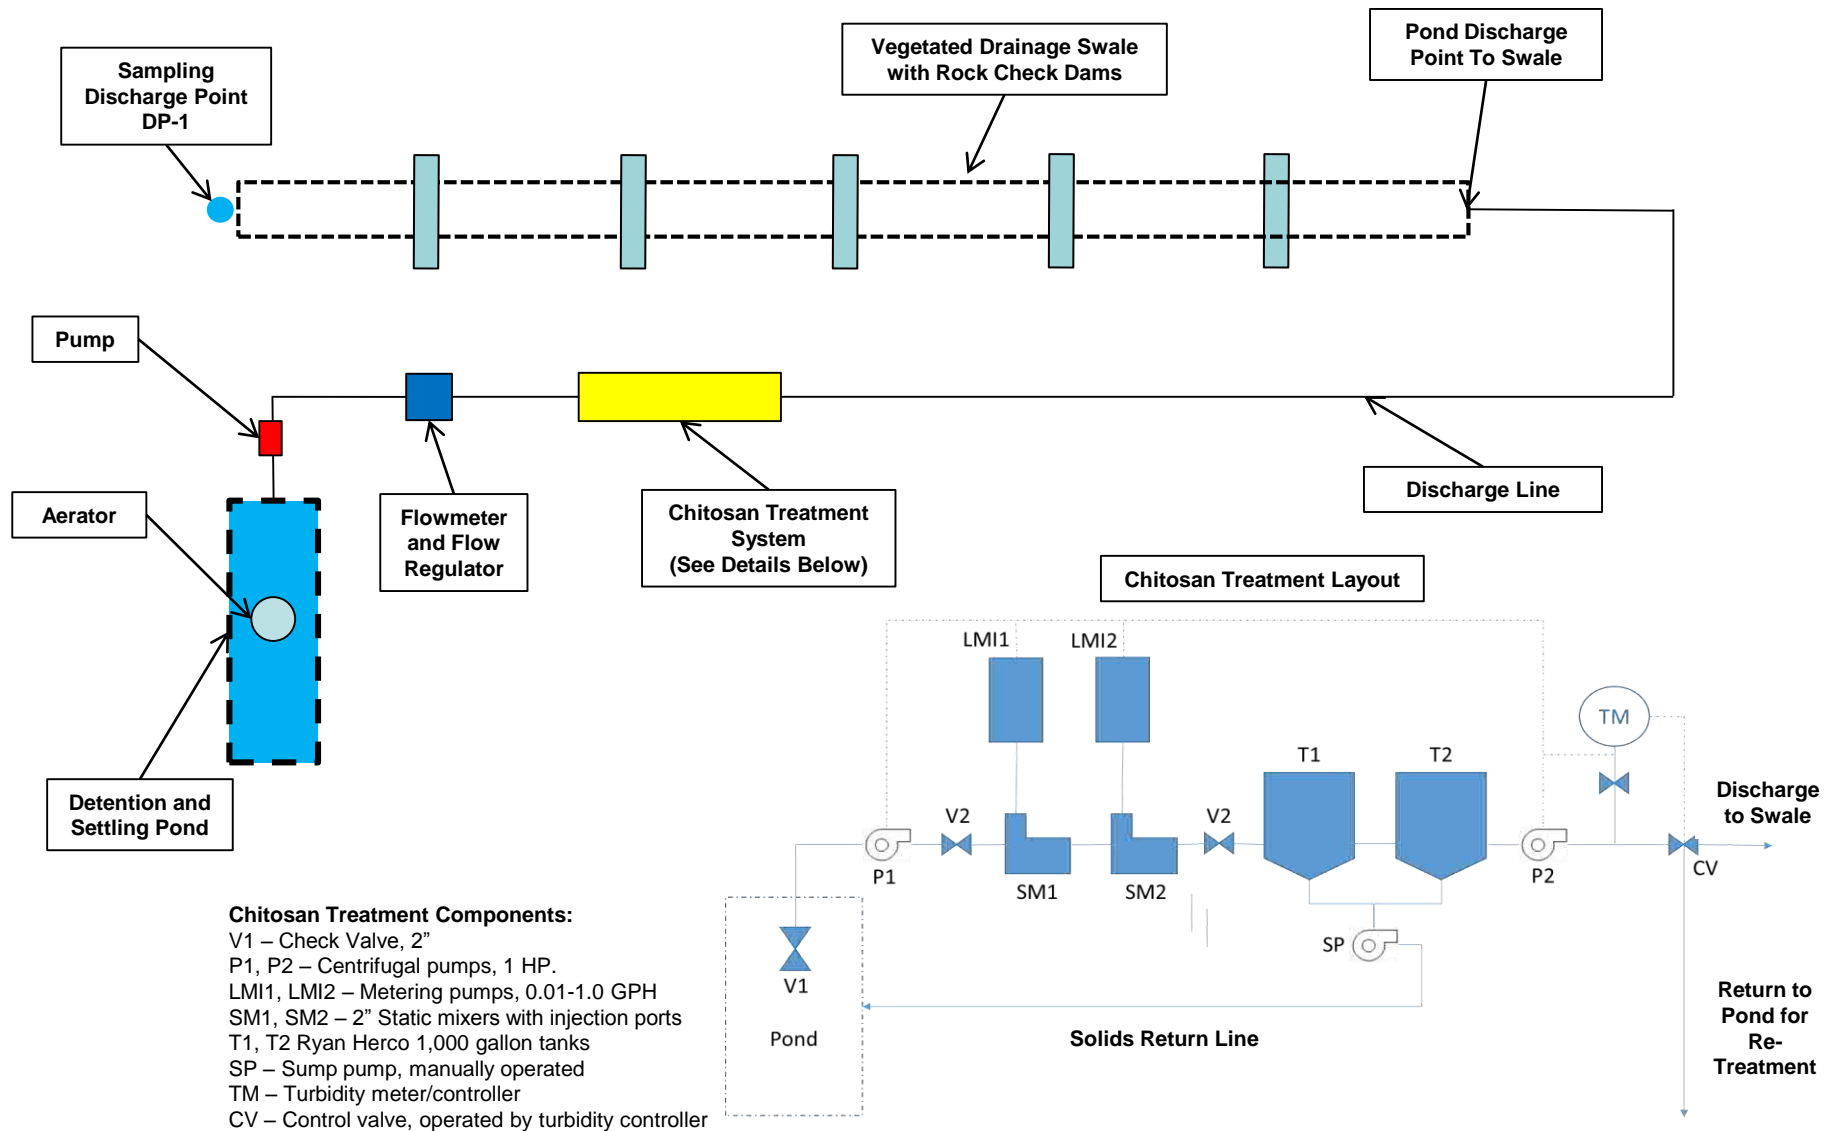 Sampling
Discharge Point
DP-1
Vegetated Drainage Swale
with Rock Check Dams
Pond Discharge
Point To Swale
Pump
Aerator
Flowmeter
and Flow
Regulator
Chitosan Treatment
System
(See Details Below)
Discharge Line
Detention and
Settling Pond
Chitosan Treatment Layout
LMI1
LMI2
TM
T1
T2
V2
V2
P1
SM1
SM2
P2
CV
SP
V1
Pond
Discharge
to Swale
Solids Return Line
Return to
Pond for
Re-
Treatment
Chitosan Treatment Components:
V1 – Check Valve, 2”
P1, P2 – Centrifugal pumps, 1 HP.
LMI1, LMI2 – Metering pumps, 0.01-1.0 GPH
SM1, SM2 – 2” Static mixers with injection ports
T1, T2 Ryan Herco 1,000 gallon tanks
SP – Sump pump, manually operated
TM – Turbidity meter/controller
CV – Control valve, operated by turbidity controller